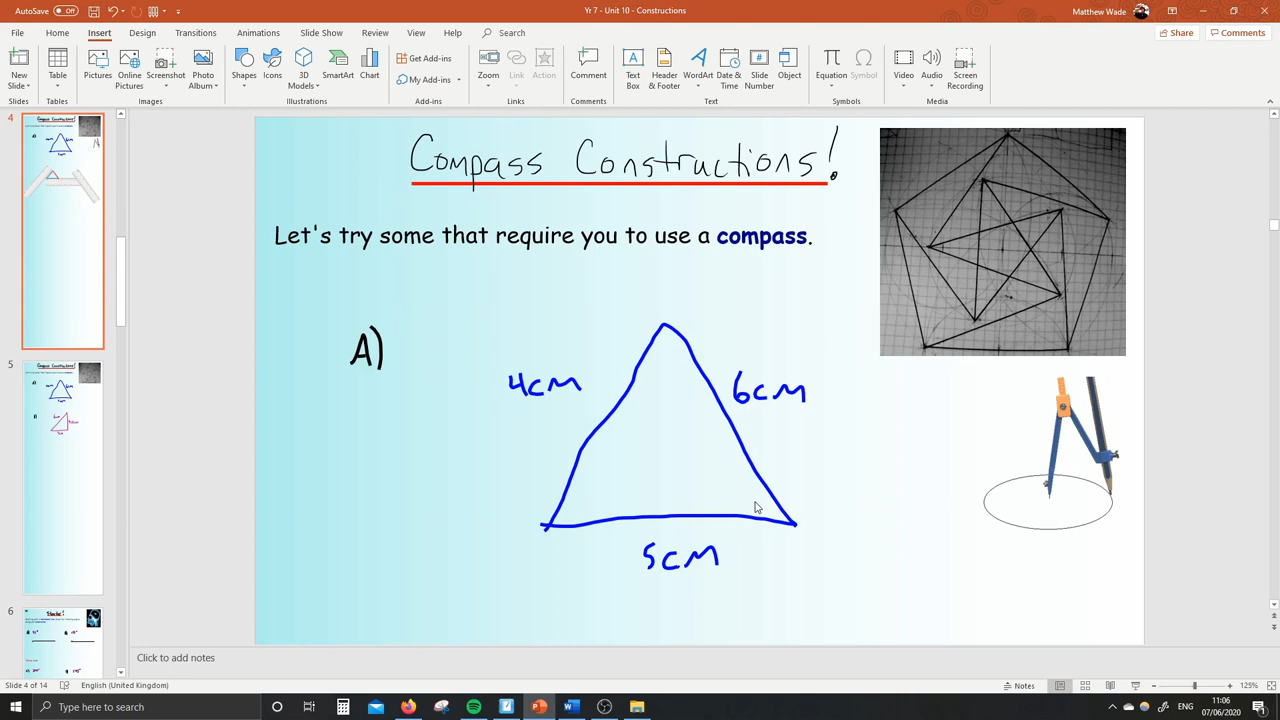 AutoSave Off
Yr 7 - Unit 10 - Constructions
Matthew Wade
File Home Insert Design Transitions Animations Slide Show Review View Help Search
Share Comments
New Slide
Table
Pictures
Online Pictures
Screenshot
Photo Album
Shapes
Icons
3D Models
SmartArt
Chart
Get Add-ins
My Add-ins
Zoom
Link
Action
Comment
Text Box
Header & Footer
WordArt
Date & Time
Slide Number
Object
Equation
Symbol
Video
Audio
Screen Recording
Slides Tables Images Illustrations Add-ins Links Comments Text Symbols Media
4
5
6
Compass Constructions!
Let's try some that require you to use a compass.
A)
4cm
6cm
5cm
Click to add notes
Slide 4 of 14 English (United Kingdom)
Notes
125%
Type here to search
ENG
11:06
07/06/2020